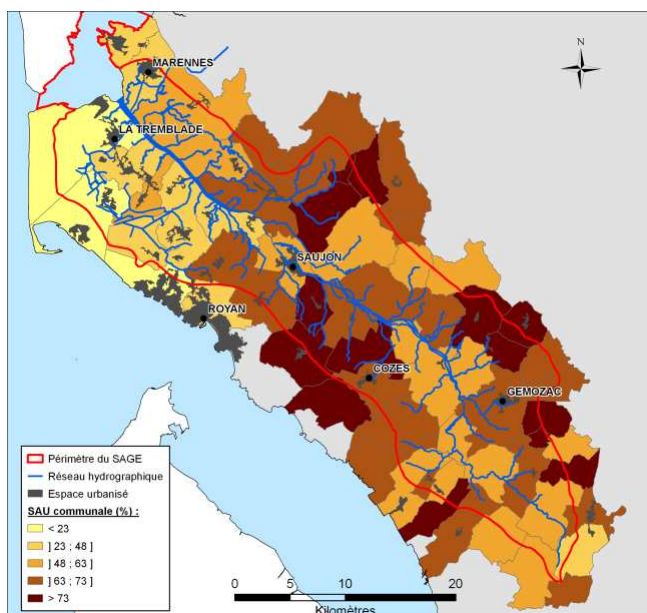 N
MARENNES
LA TREMBLADE
SAUJON
ROYAN
COZES
GEMOZAC
Périmètre du SAGE
Réseau hydrographique
Espace urbanisé
SAU communale (%) :
< 23
] 23 ; 48 ]
] 48 ; 63 ]
] 63 ; 73 ]
> 73
0 5 10 20
Kilomètres